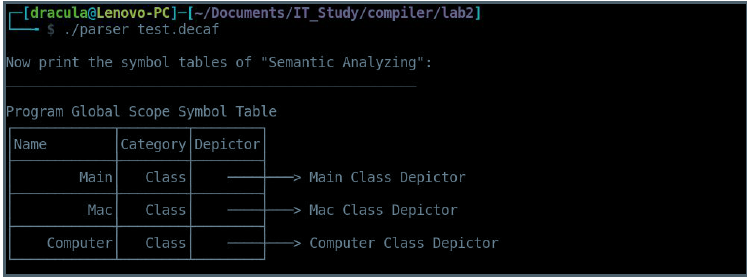 ┌─[dracula@Lenovo-PC]─[~/Documents/IT_Study/compiler/lab2]
└──╼ $ ./parser test.decaf
Now print the symbol tables of "Semantic Analyzing":
Program Global Scope Symbol Table
Name Category Depictor
Main Class ────────> Main Class Depictor
Mac Class ────────> Mac Class Depictor
Computer Class ────────> Computer Class Depictor